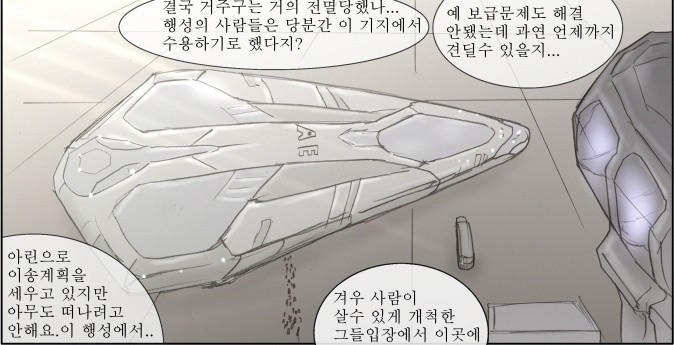 결국 거주구는 거의 전멸당했나...
행성의 사람들은 당분간 이 기지에서
수용하기로 했다지?
예 보급문제도 해결
안됐는데 과연 언제까지
견딜수 있을지...
아린으로
이송계획을
세우고 있지만
아무도 떠나려고
안해요.이 행성에서..
겨우 사람이
살수 있게 개척한
그들입장에서 이곳에